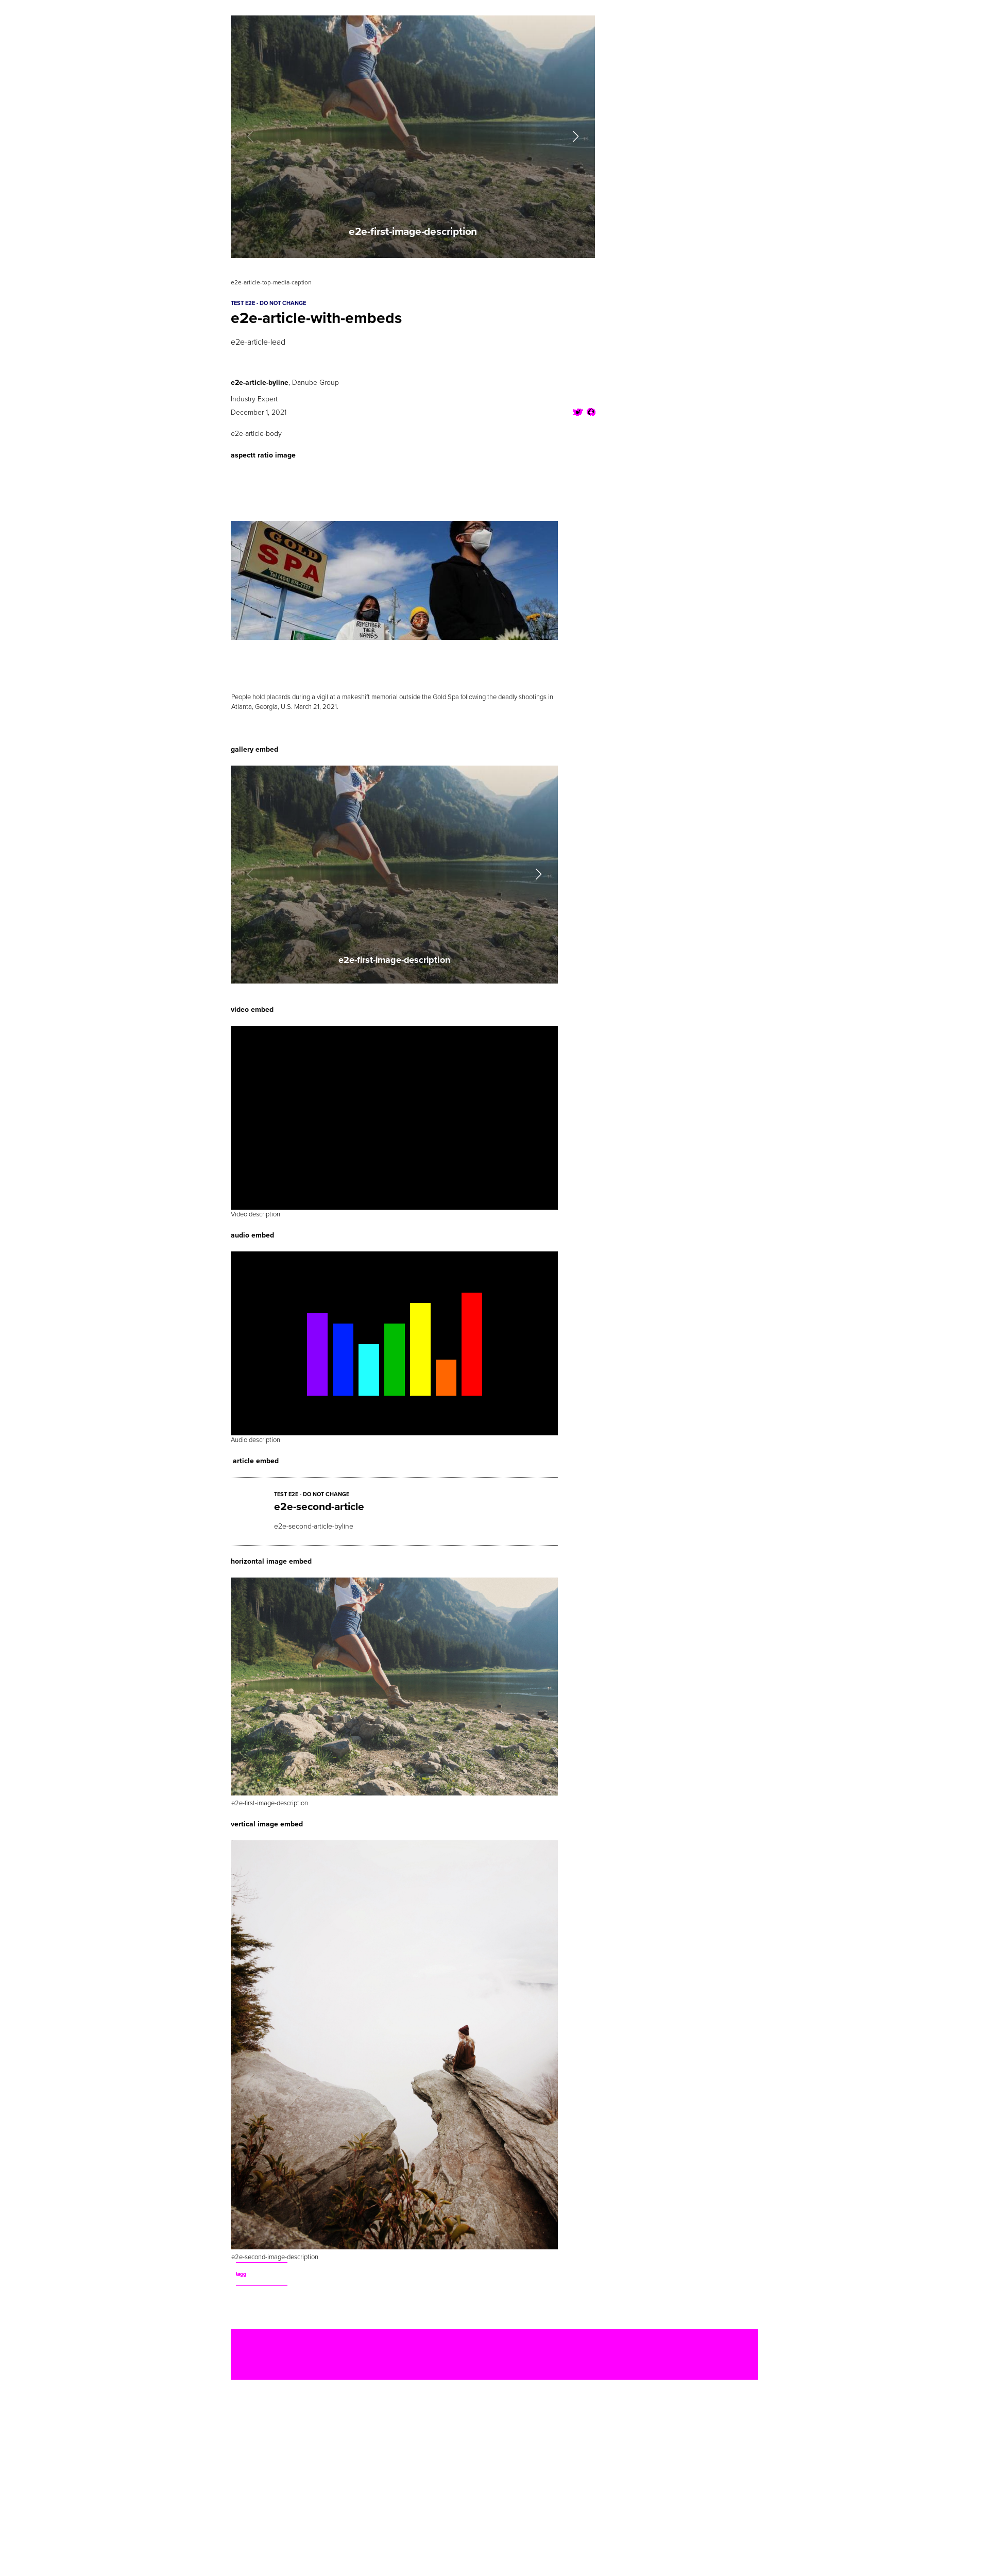 e2e-first-image-description
e2e-article-top-media-caption
TEST E2E - DO NOT CHANGE
e2e-article-with-embeds
e2e-article-lead
e2e-article-byline, Danube Group
Industry Expert
December 1, 2021
e2e-article-body
aspectt ratio image
GOLD
SPA
REMEMBER
THEIR
NAMES
People hold placards during a vigil at a makeshift memorial outside the Gold Spa following the deadly shootings in
Atlanta, Georgia, U.S. March 21, 2021.
gallery embed
e2e-first-image-description
video embed
Video description
audio embed
Audio description
article embed
TEST E2E - DO NOT CHANGE
e2e-second-article
e2e-second-article-byline
horizontal image embed
e2e-first-image-description
vertical image embed
e2e-second-image-description